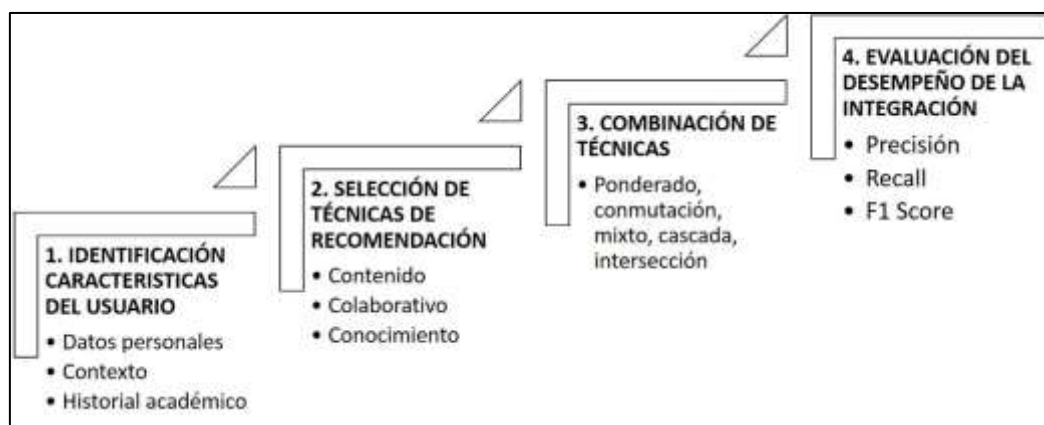 1. IDENTIFICACIÓN
CARACTERISTICAS
DEL USUARIO
• Datos personales
• Contexto
• Historial académico
2. SELECCIÓN DE
TÉCNICAS DE
RECOMENDACIÓN
• Contenido
• Colaborativo
• Conocimiento
3. COMBINACIÓN DE
TÉCNICAS
• Ponderado,
conmutación,
mixto, cascada,
intersección
4. EVALUACIÓN DEL
DESEMPEÑO DE LA
INTEGRACIÓN
• Precisión
• Recall
• F1 Score